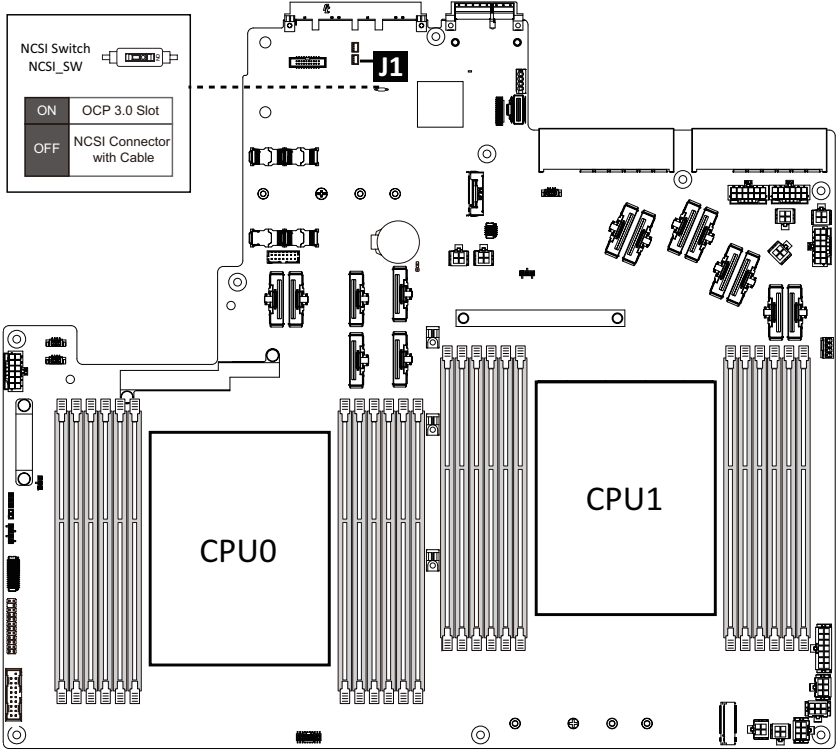 NCSI Switch
NCSI_SW
ON OCP 3.0 Slot
OFF NCSI Connector
with Cable
J1
CPU0
CPU1